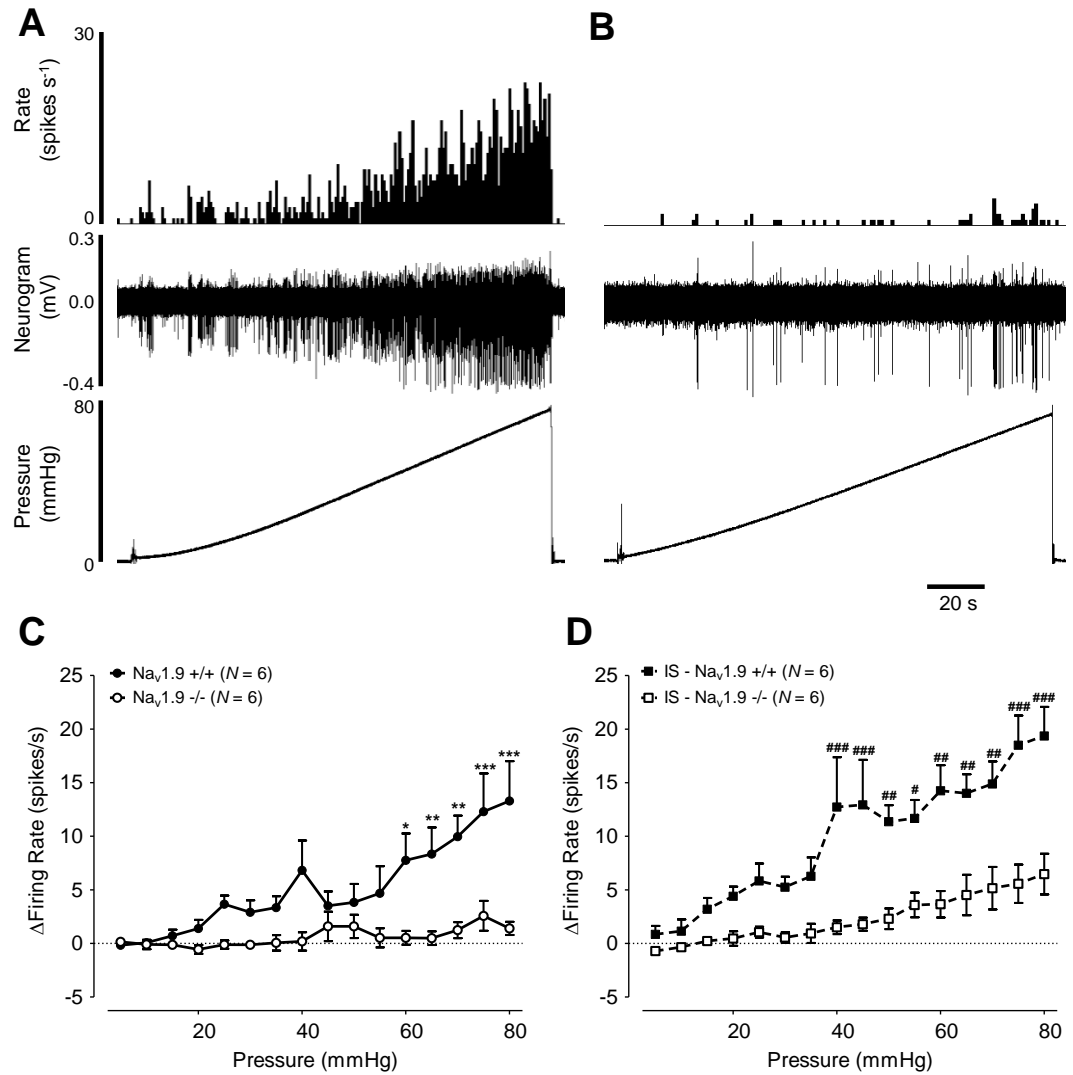 A
B
30
Rate
(spikes s⁻¹)
0
0.3
Neurogram
(mV)
0.0
-0.4
80
Pressure
(mmHg)
0
20 s
C
D
Naᵥ1.9 +/+ (N = 6)
Naᵥ1.9 -/- (N = 6)
25
20
15
10
5
0
-5
ΔFiring Rate (spikes/s)
* ** ** *** ***
20 40 60 80
Pressure (mmHg)
IS - Naᵥ1.9 +/+ (N = 6)
IS - Naᵥ1.9 -/- (N = 6)
25
20
15
10
5
0
-5
ΔFiring Rate (spikes/s)
### ### ## # ## ## ## ### ###
20 40 60 80
Pressure (mmHg)